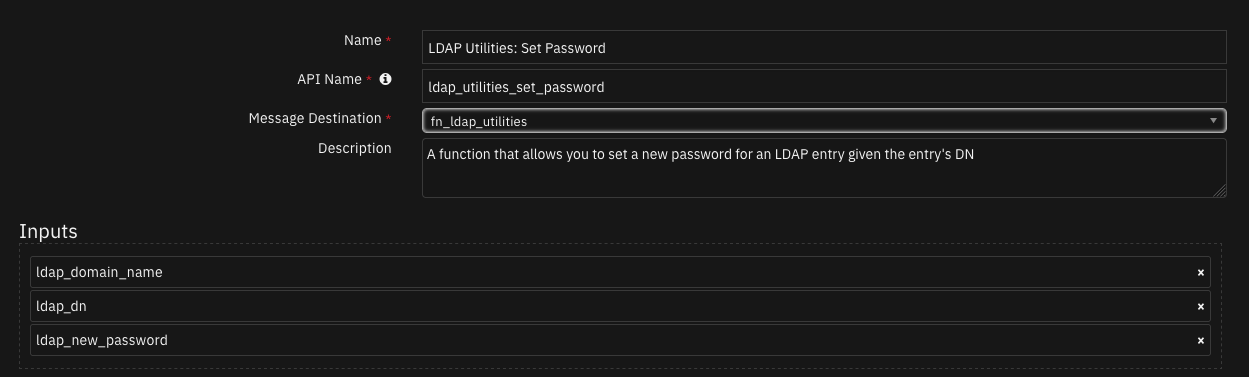 Name *
LDAP Utilities: Set Password
API Name *
ldap_utilities_set_password
Message Destination *
fn_ldap_utilities
Description
A function that allows you to set a new password for an LDAP entry given the entry's DN
Inputs
ldap_domain_name ×
ldap_dn ×
ldap_new_password ×